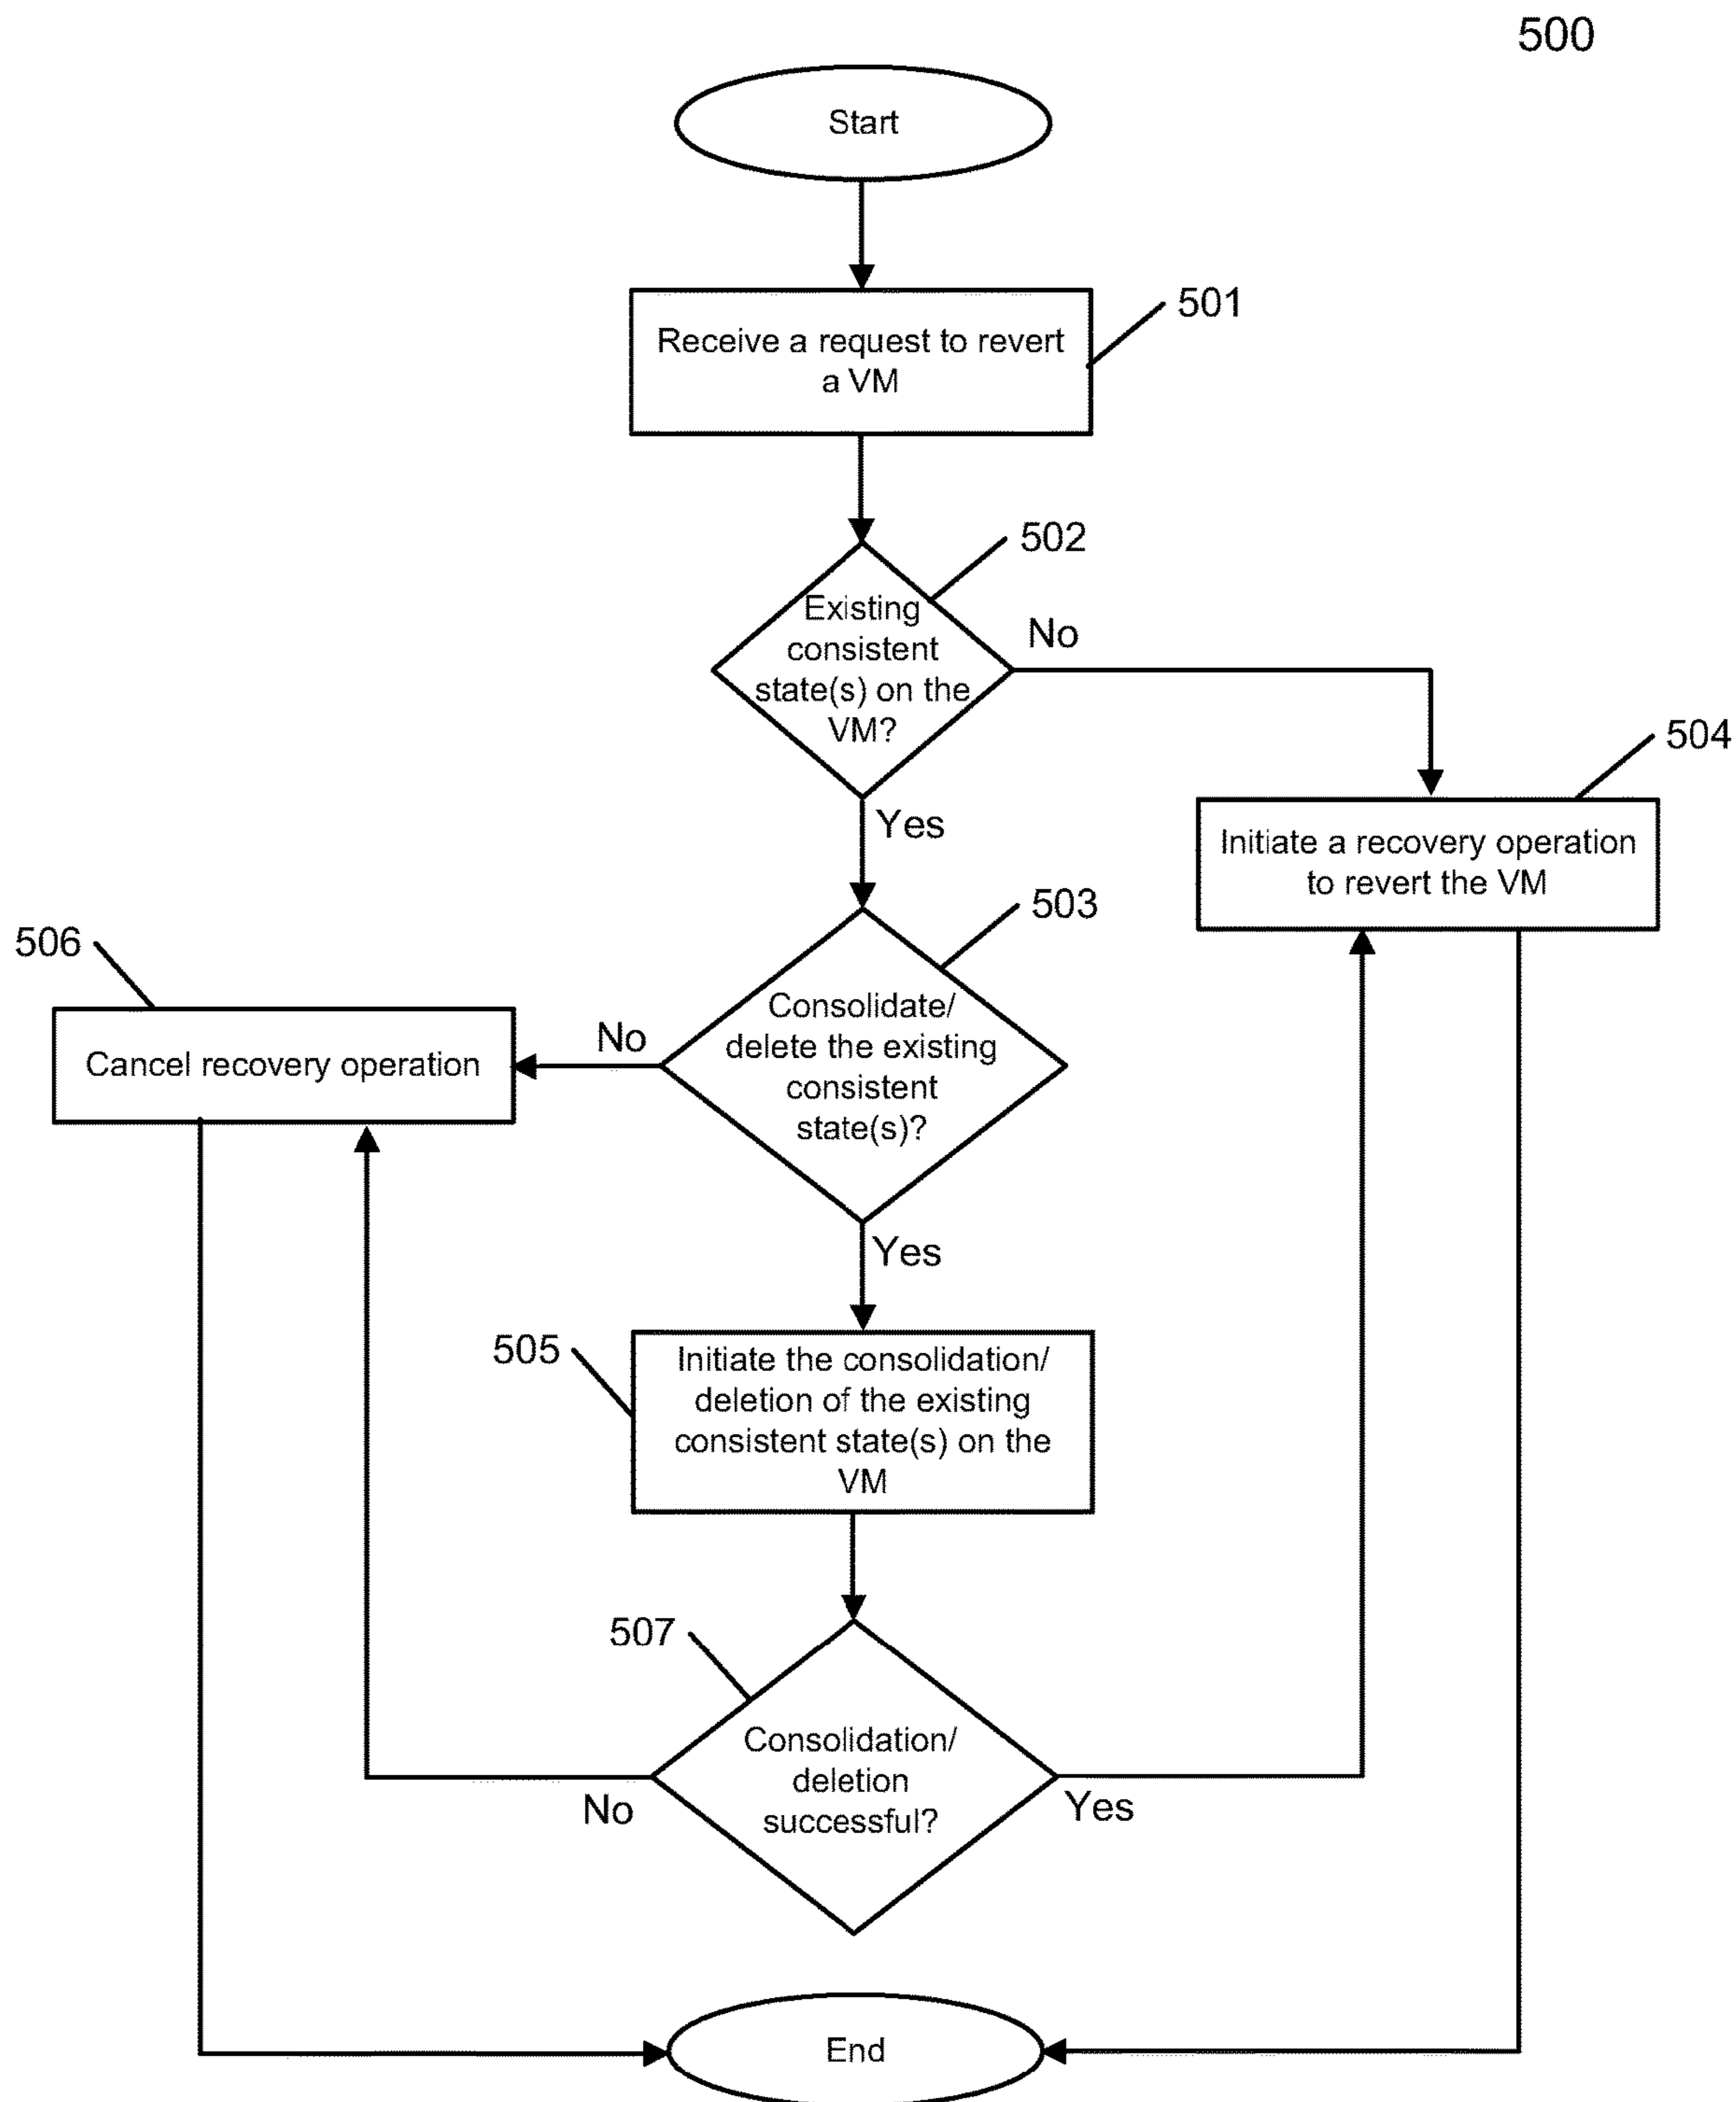 500
Start
Receive a request to revert
a VM
501
502
Existing
consistent
state(s) on the
VM?
No
Yes
504
Initiate a recovery operation
to revert the VM
503
Consolidate/
delete the existing
consistent
state(s)?
No
506
Cancel recovery operation
Yes
505
Initiate the consolidation/
deletion of the existing
consistent state(s) on the
VM
507
Consolidation/
deletion
successful?
No
Yes
End